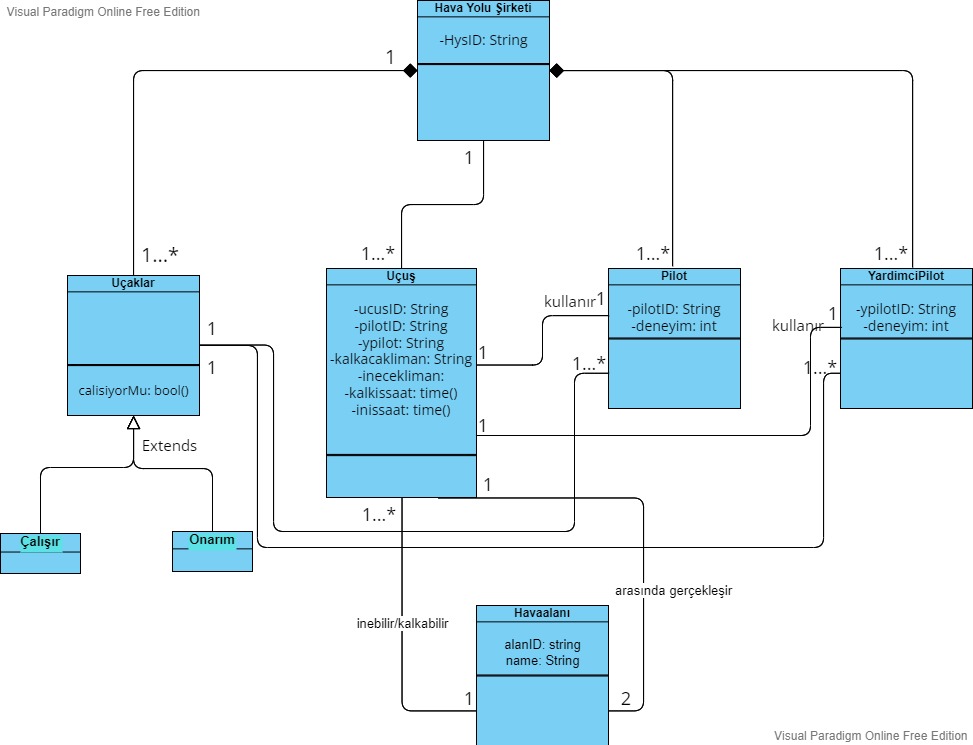 Visual Paradigm Online Free Edition
Hava Yolu Şirketi
-HysID: String
1
1
1...*
1...*
1...*
1...*
Uçaklar
calisiyorMu: bool()
Uçuş
-ucusID: String
-pilotID: String
-ypilot: String
-kalkacakliman: String
-inecekliman:
-kalkissaat: time()
-inissaat: time()
Pilot
-pilotID: String
-deneyim: int
YardimciPilot
-ypilotID: String
-deneyim: int
kullanır
1
kullanır
1
1
1
1
1...*
1...*
1
Extends
Çalışır
Onarım
1
1...*
arasında gerçekleşir
inebilir/kalkabilir
Havaalanı
alanID: string
name: String
1
2
Visual Paradigm Online Free Edition